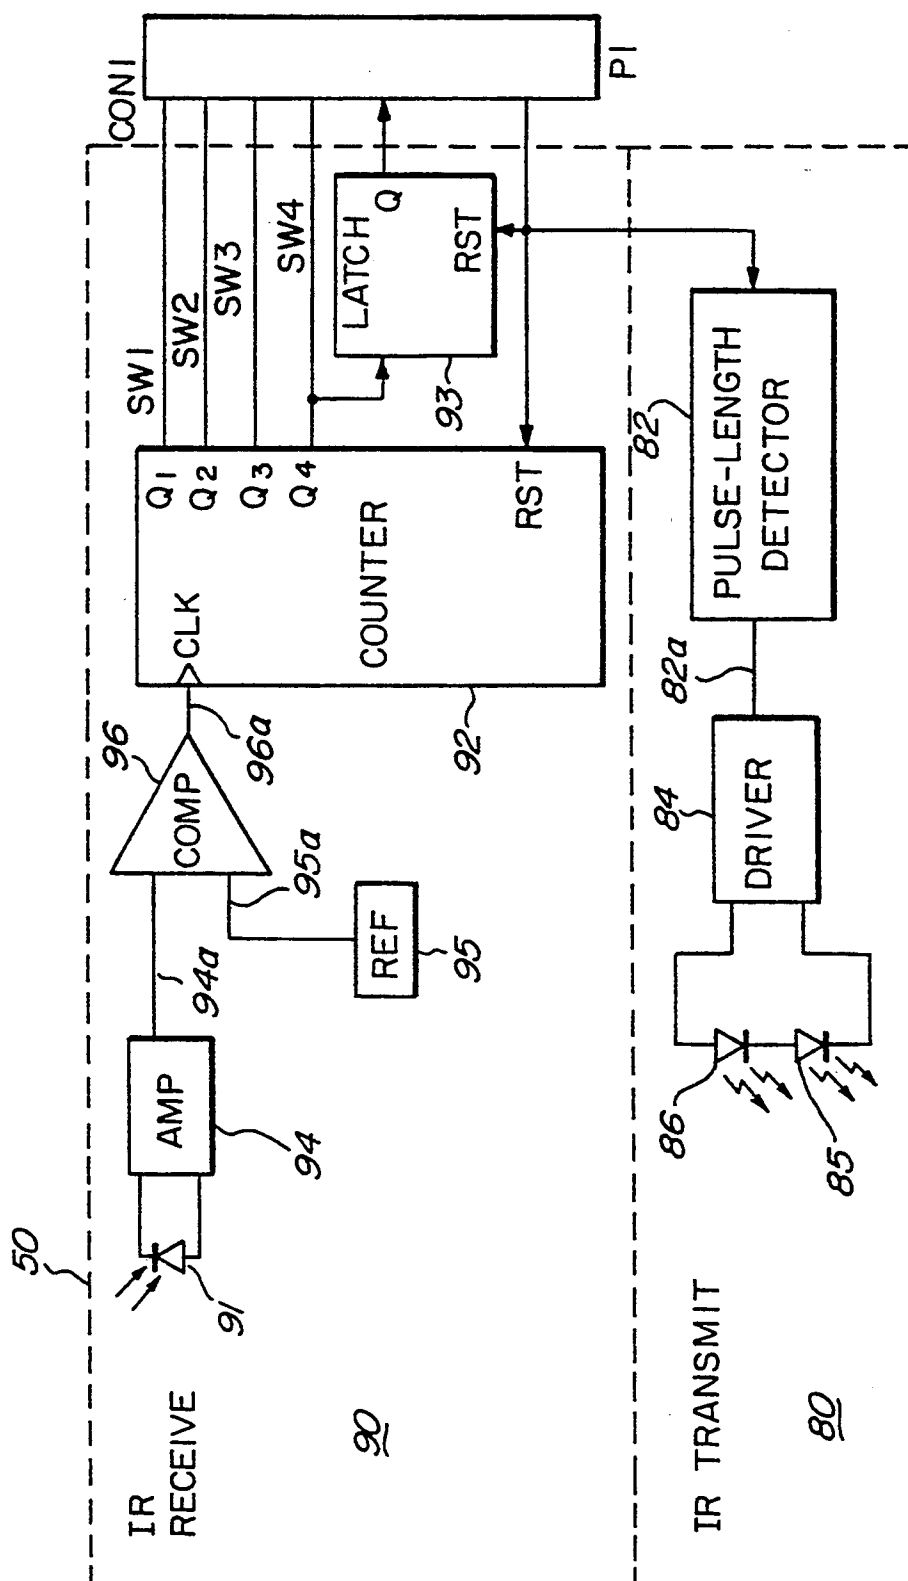 50
CON1
P1
IR
RECEIVE
90
91
AMP
94
94a
COMP
96
96a
95a
REF
95
CLK
COUNTER
92
Q1
Q2
Q3
Q4
RST
SW1
SW2
SW3
SW4
LATCH
Q
RST
93
IR TRANSMIT
80
86
85
DRIVER
84
82a
PULSE-LENGTH
DETECTOR
82